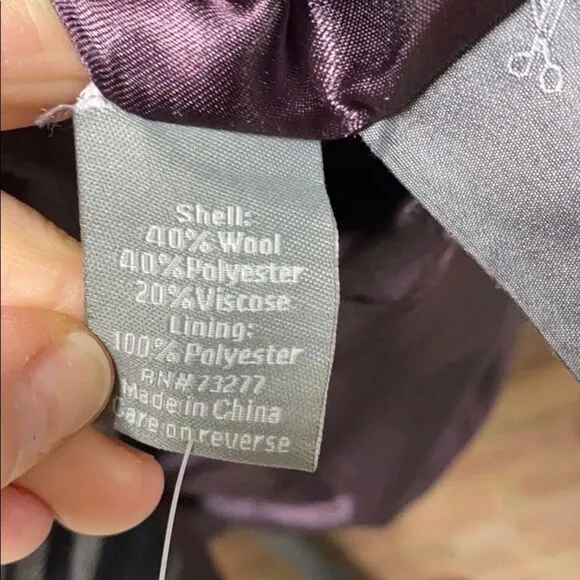 Shell:
40% Wool
40% Polyester
20% Viscose
Lining:
100% Polyester
RN# 73277
Made in China
Care on reverse